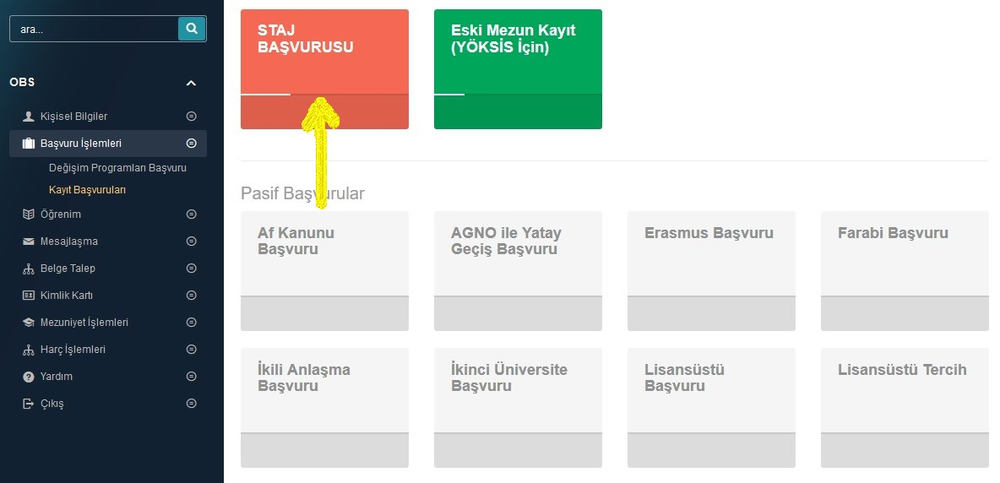 ara...
OBS
Kişisel Bilgiler
Başvuru İşlemleri
Değişim Programları Başvuru
Kayıt Başvuruları
Öğrenim
Mesajlaşma
Belge Talep
Kimlik Kartı
Mezuniyet İşlemleri
Harç İşlemleri
Yardım
Çıkış
STAJ
BAŞVURUSU
Eski Mezun Kayıt
(YÖKSİS İçin)
Pasif Başvurular
Af Kanunu
Başvuru
AGNO ile Yatay
Geçiş Başvuru
Erasmus Başvuru
Farabi Başvuru
İkili Anlaşma
Başvuru
İkinci Üniversite
Başvuru
Lisansüstü
Başvuru
Lisansüstü Tercih